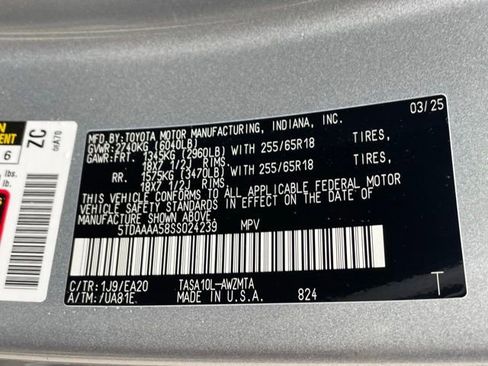 MFD.BY:TOYOTA MOTOR MANUFACTURING, INDIANA, INC. 03/25
GVWR:2740KG (6040LB)
GAWR:FRT. 1345KG (2960LB) WITH 255/65R18 TIRES,
18X7 1/2J RIMS
RR. 1575KG (3470LB) WITH 255/65R18 TIRES,
18X7 1/2J RIMS
THIS VEHICLE CONFORMS TO ALL APPLICABLE FEDERAL MOTOR
VEHICLE SAFETY STANDARDS IN EFFECT ON THE DATE OF
MANUFACTURE SHOWN ABOVE.
5TDAAAA58SS024239 MPV
C/TR:1J9/EA20 TASA10L-AWZMTA
A/TM:/UA81E. MADE IN U.S.A. 824 T
ZC
6
lb.